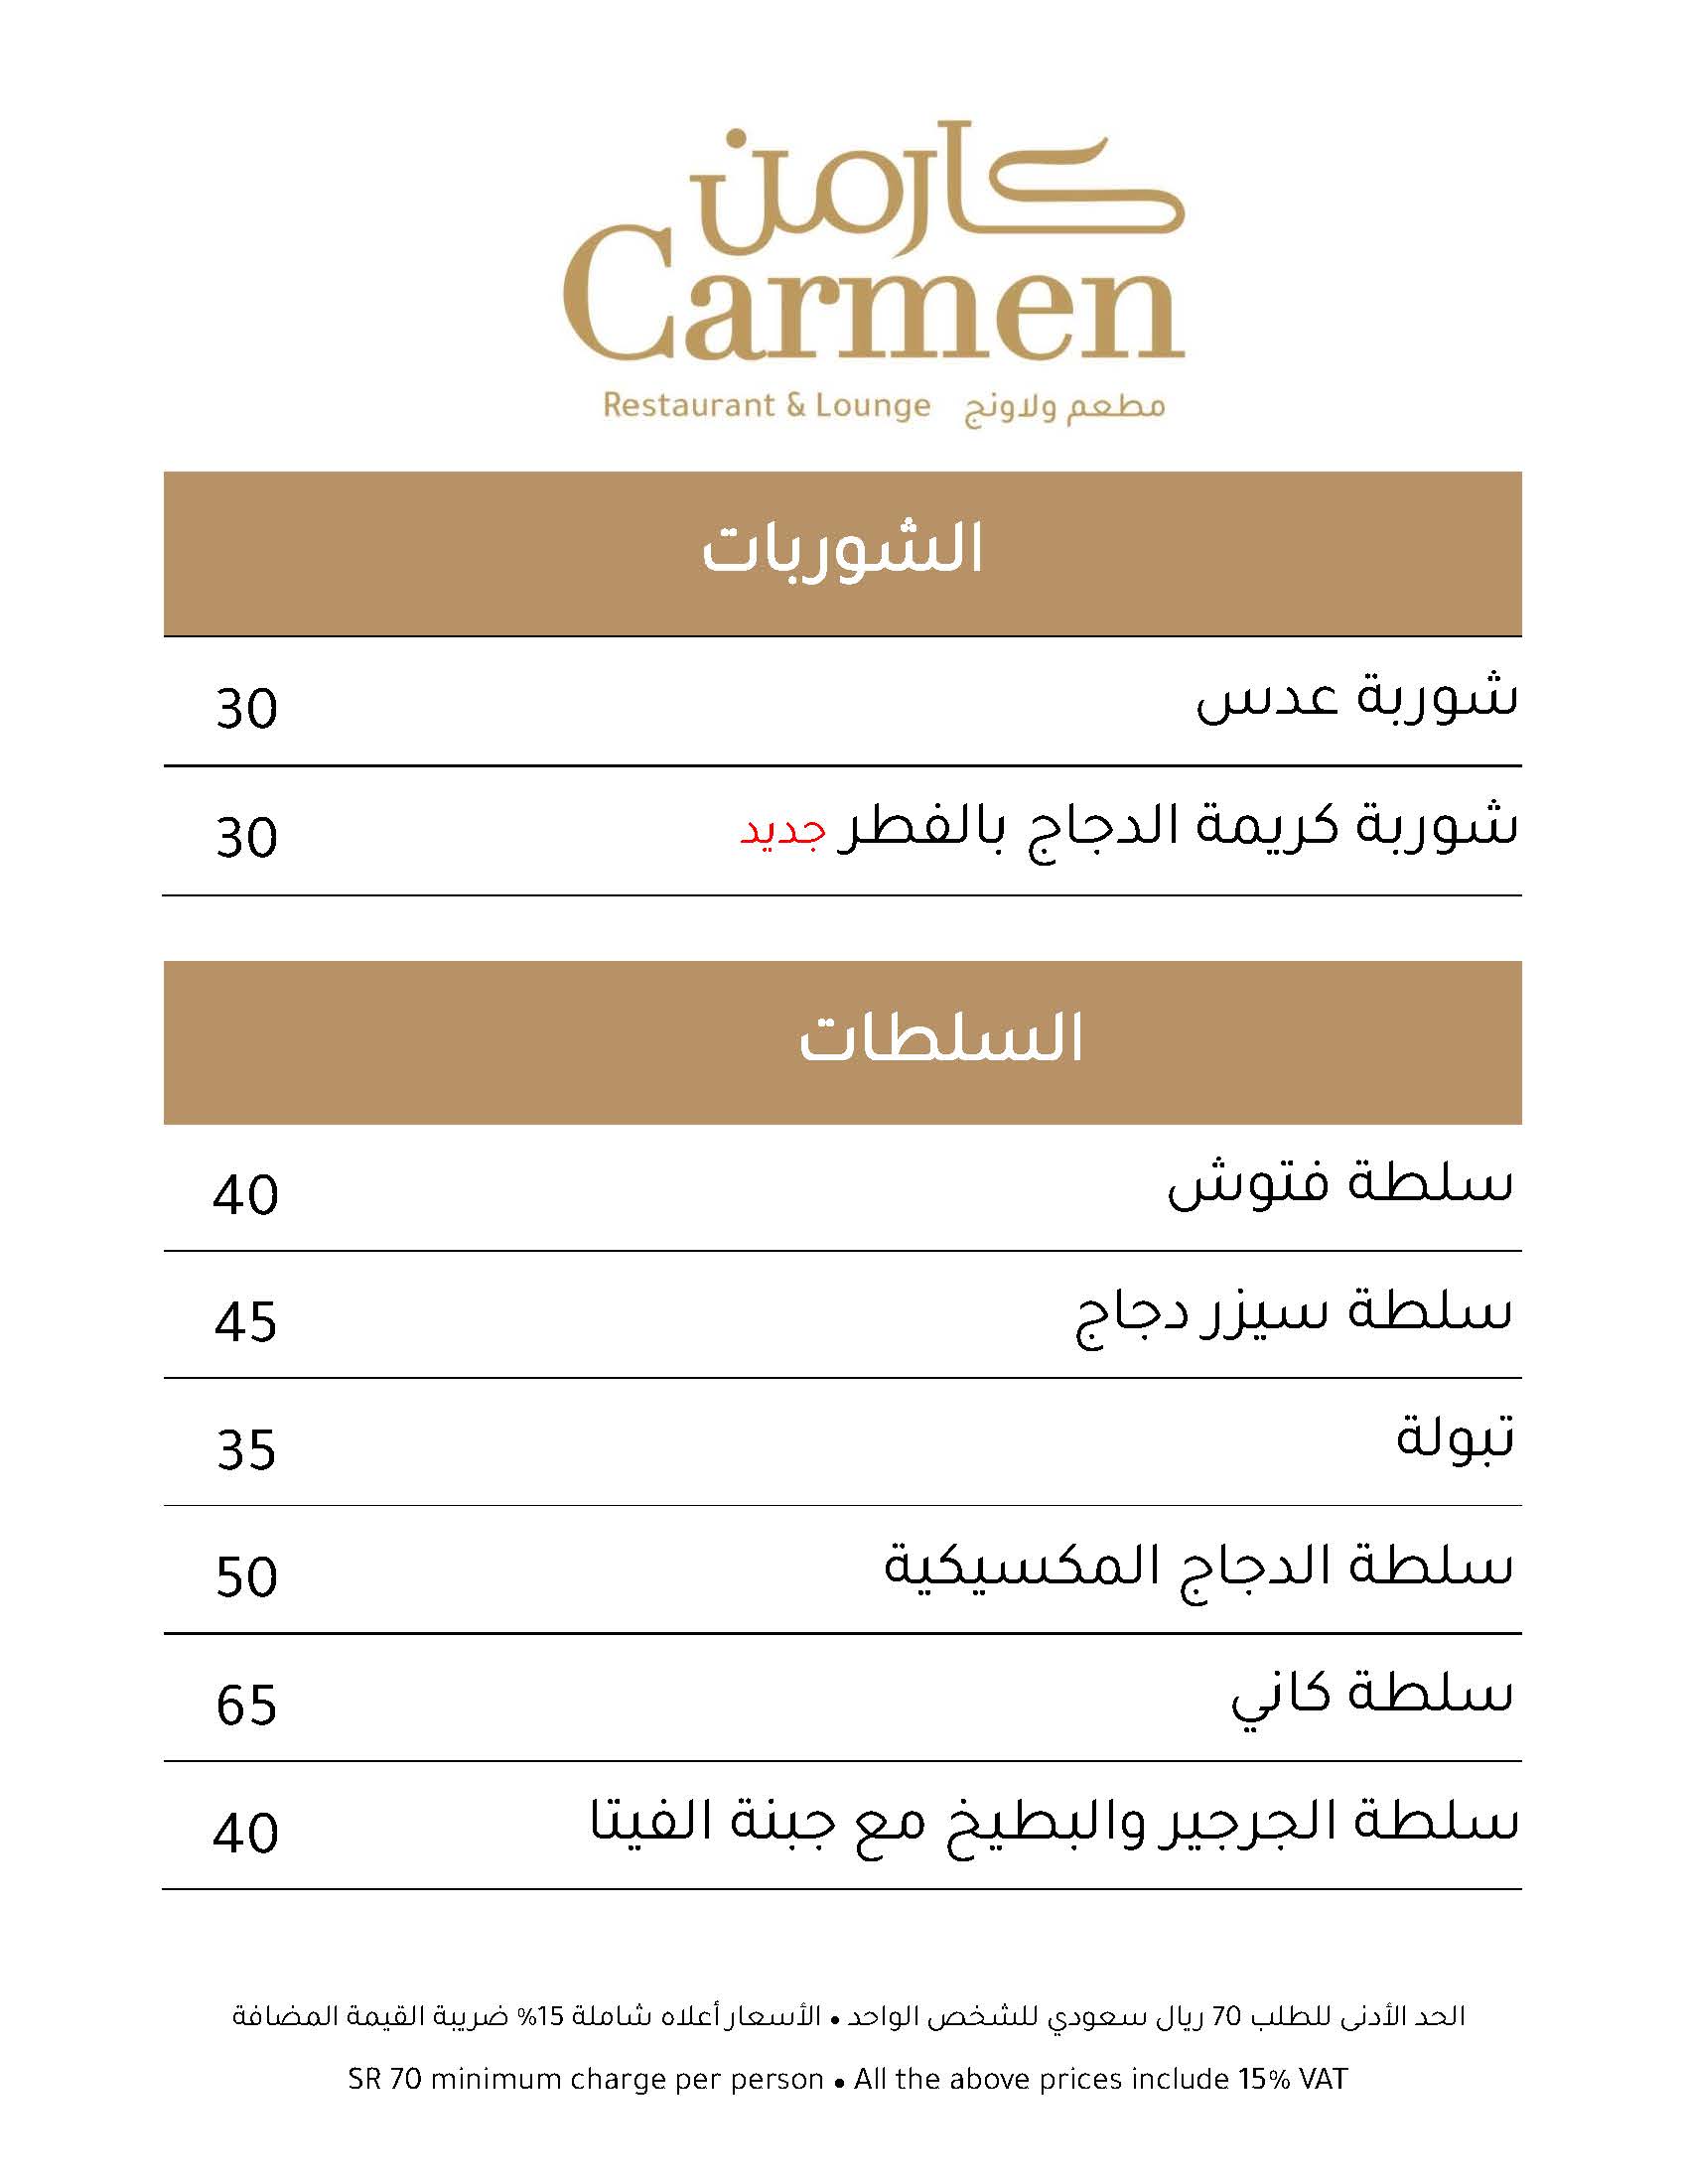 كارمن
Carmen
Restaurant & Lounge مطعم ولاونج
الشوربات
شوربة عدس 30
شوربة كريمة الدجاج بالفطر جديد 30
السلطات
سلطة فتوش 40
سلطة سيزر دجاج 45
تبولة 35
سلطة الدجاج المكسيكية 50
سلطة كاني 65
سلطة الجرجير والبطيخ مع جبنة الفيتا 40
الحد الأدنى للطلب 70 ريال سعودي للشخص الواحد • الأسعار أعلاه شاملة 15% ضريبة القيمة المضافة
SR 70 minimum charge per person • All the above prices include 15% VAT